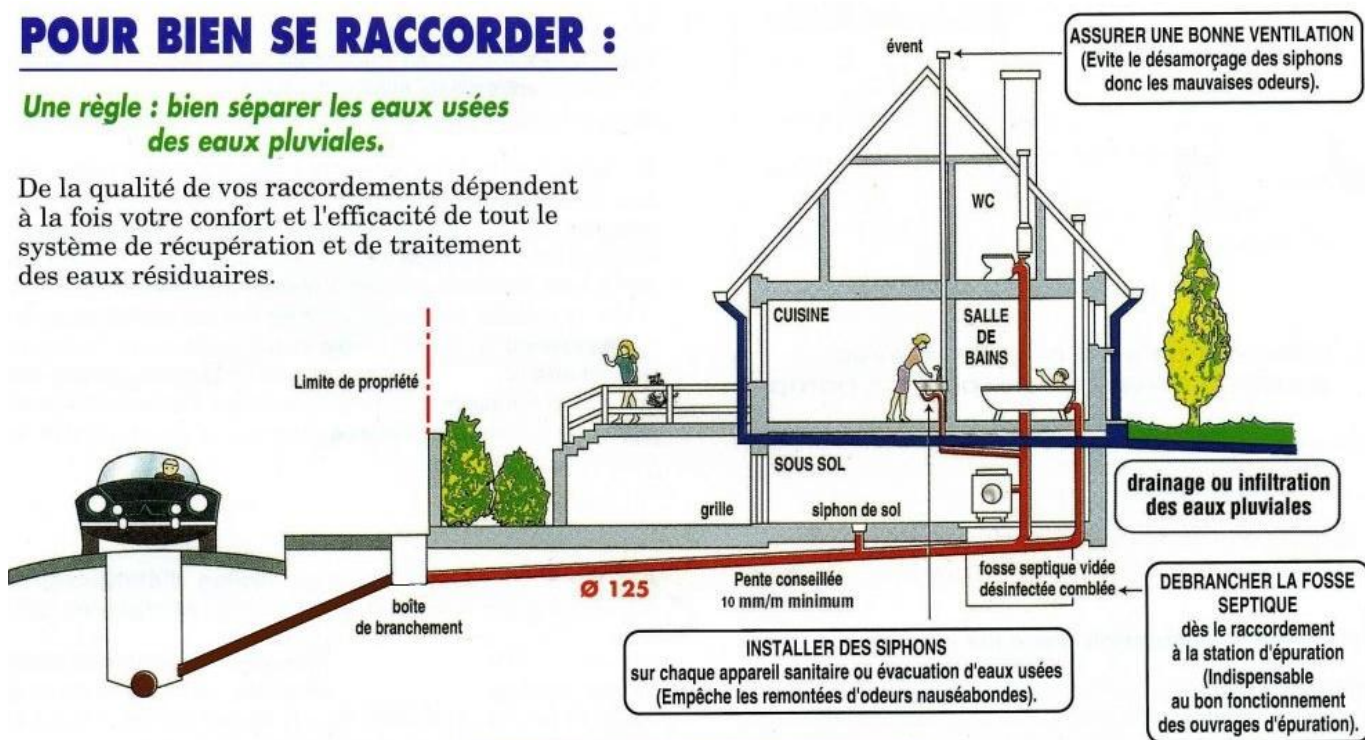 POUR BIEN SE RACCORDER :
Une règle : bien séparer les eaux usées
des eaux pluviales.
De la qualité de vos raccordements dépendent
à la fois votre confort et l'efficacité de tout le
système de récupération et de traitement
des eaux résiduaires.
évent
ASSURER UNE BONNE VENTILATION
(Evite le désamorçage des siphons
donc les mauvaises odeurs).
WC
CUISINE
SALLE
DE
BAINS
Limite de propriété
SOUS SOL
grille
siphon de sol
drainage ou infiltration
des eaux pluviales
boîte
de branchement
Ø 125
Pente conseillée
10 mm/m minimum
fosse septique vidée
désinfectée comblée
INSTALLER DES SIPHONS
sur chaque appareil sanitaire ou évacuation d'eaux usées
(Empêche les remontées d'odeurs nauséabondes).
DEBRANCHER LA FOSSE
SEPTIQUE
dès le raccordement
à la station d'épuration
(Indispensable
au bon fonctionnement
des ouvrages d'épuration).